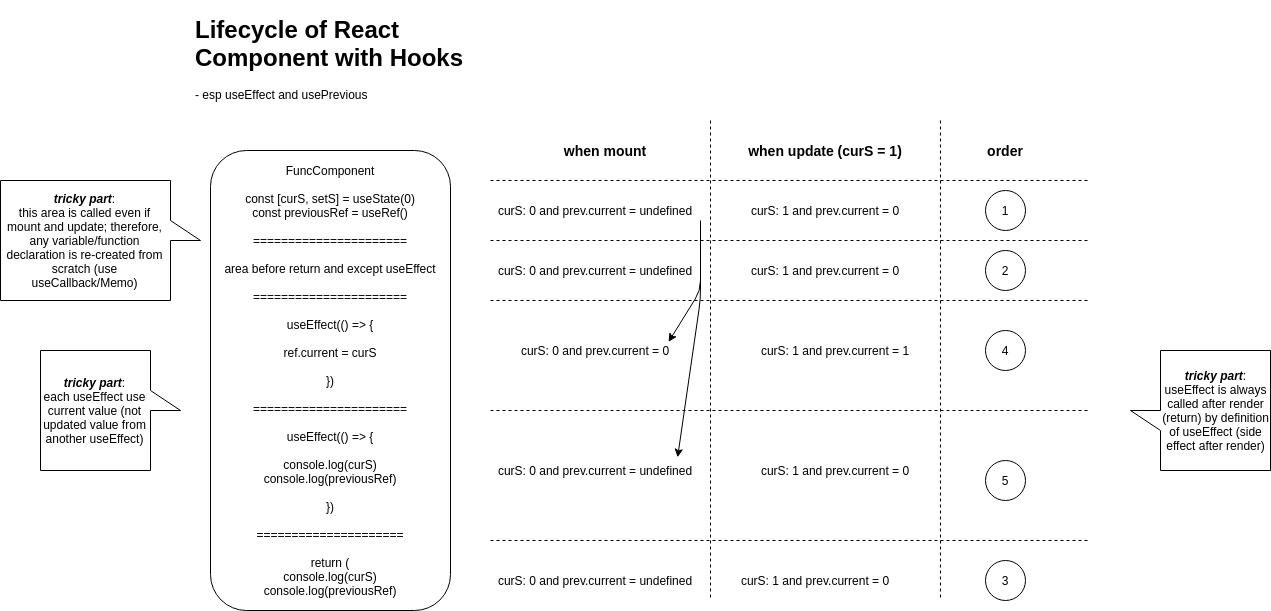 Lifecycle of React
Component with Hooks
- esp useEffect and usePrevious
when mount
when update (curS = 1)
order
tricky part:
this area is called even if
mount and update; therefore,
any variable/function
declaration is re-created from
scratch (use
useCallback/Memo)
tricky part:
each useEffect use
current value (not
updated value from
another useEffect)
FuncComponent
const [curS, setS] = useState(0)
const previousRef = useRef()
======================
area before return and except useEffect
======================
useEffect(() => {
ref.current = curS
})
======================
useEffect(() => {
console.log(curS)
console.log(previousRef)
})
=====================
return (
console.log(curS)
console.log(previousRef)
curS: 0 and prev.current = undefined
curS: 1 and prev.current = 0
1
curS: 0 and prev.current = undefined
curS: 1 and prev.current = 0
2
curS: 0 and prev.current = 0
curS: 1 and prev.current = 1
4
curS: 0 and prev.current = undefined
curS: 1 and prev.current = 0
5
curS: 0 and prev.current = undefined
curS: 1 and prev.current = 0
3
tricky part:
useEffect is always
called after render
(return) by definition
of useEffect (side
effect after render)